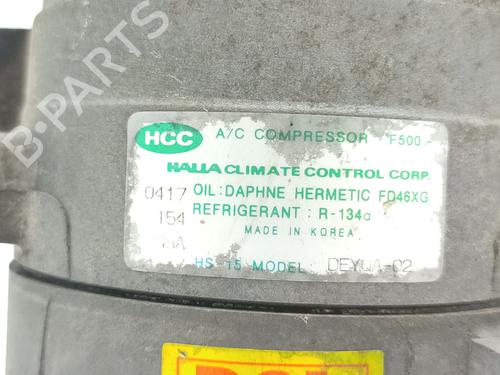 HCC A/C COMPRESSOR F500
HALLA CLIMATE CONTROL CORP.
0417 OIL:DAPHNE HERMETIC FD46XG
154 REFRIGERANT : R-134a
MADE IN KOREA
HS 15 MODEL:
B-Parts